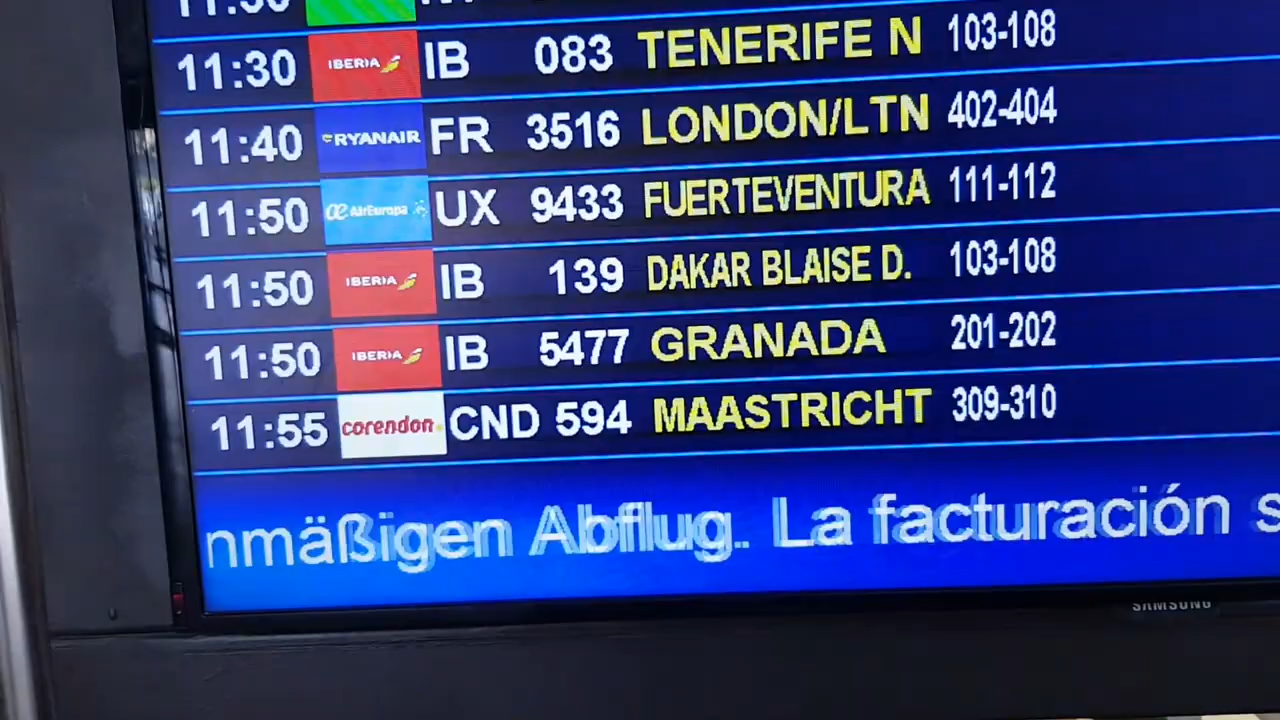 11:30 IBERIA IB 083 TENERIFE N 103-108
11:40 RYANAIR FR 3516 LONDON/LTN 402-404
11:50 AirEuropa UX 9433 FUERTEVENTURA 111-112
11:50 IBERIA IB 139 DAKAR BLAISE D. 103-108
11:50 IBERIA IB 5477 GRANADA 201-202
11:55 corendon CND 594 MAASTRICHT 309-310
nmäßigen Abflug. La facturación s
SAMSUNG